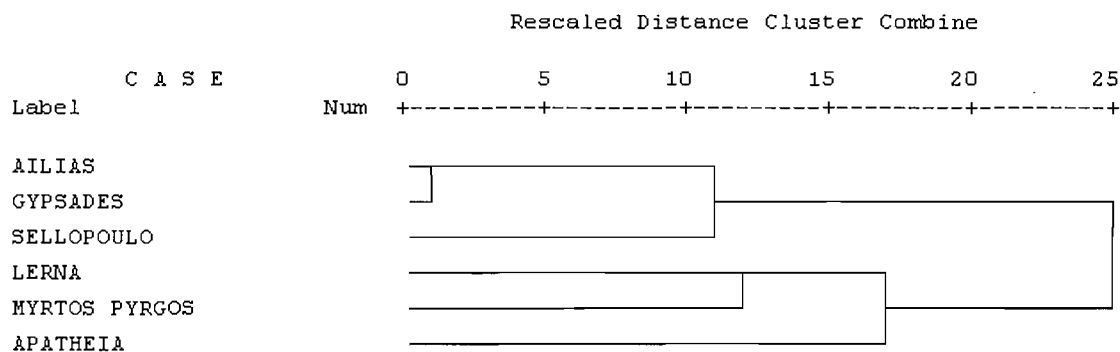 Rescaled Distance Cluster Combine
C A S E 0 5 10 15 20 25
Label Num +---------+---------+---------+---------+---------+
AILIAS
GYPSADES
SELLOPOULO
LERNA
MYRTOS PYRGOS
APATHEIA